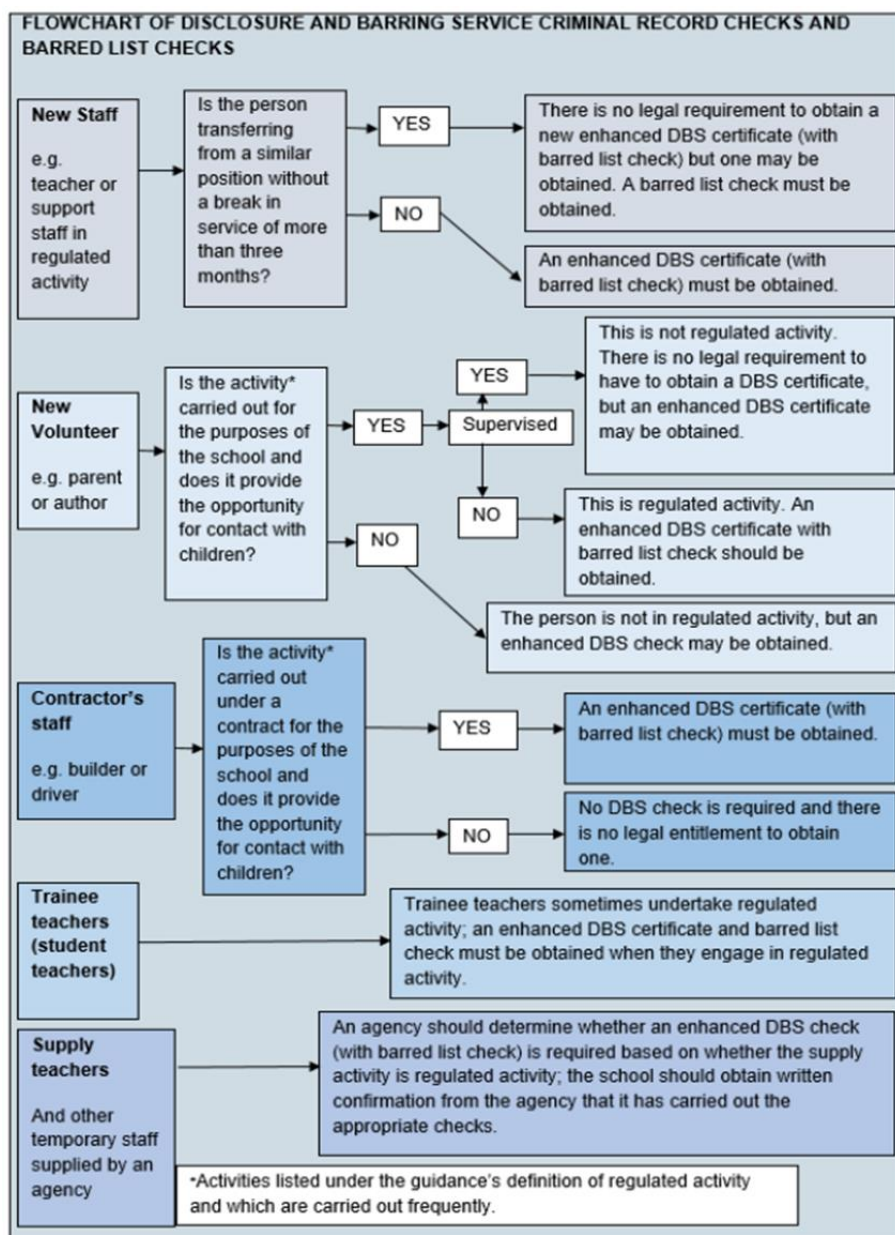 FLOWCHART OF DISCLOSURE AND BARRING SERVICE CRIMINAL RECORD CHECKS AND
BARRED LIST CHECKS
New Staff
e.g.
teacher or
support
staff in
regulated
activity
Is the person
transferring
from a similar
position without
a break in
service of more
than three
months?
YES
There is no legal requirement to obtain a
new enhanced DBS certificate (with
barred list check) but one may be
obtained. A barred list check must be
obtained.
NO
An enhanced DBS certificate (with
barred list check) must be obtained.
New
Volunteer
e.g. parent
or author
Is the activity*
carried out for
the purposes of
the school and
does it provide
the opportunity
for contact with
children?
YES
Supervised
YES
This is not regulated activity.
There is no legal requirement to
have to obtain a DBS certificate,
but an enhanced DBS certificate
may be obtained.
NO
This is regulated activity. An
enhanced DBS certificate with
barred list check should be
obtained.
NO
The person is not in regulated activity, but an
enhanced DBS check may be obtained.
Contractor's
staff
e.g. builder or
driver
Is the activity*
carried out
under a
contract for the
purposes of the
school and
does it provide
the opportunity
for contact with
children?
YES
An enhanced DBS certificate (with
barred list check) must be obtained.
NO
No DBS check is required and there
is no legal entitlement to obtain
one.
Trainee
teachers
(student
teachers)
Trainee teachers sometimes undertake regulated
activity; an enhanced DBS certificate and barred list
check must be obtained when they engage in regulated
activity.
Supply
teachers
And other
temporary staff
supplied by an
agency
An agency should determine whether an enhanced DBS check
(with barred list check) is required based on whether the supply
activity is regulated activity; the school should obtain written
confirmation from the agency that it has carried out the
appropriate checks.
*Activities listed under the guidance's definition of regulated activity
and which are carried out frequently.